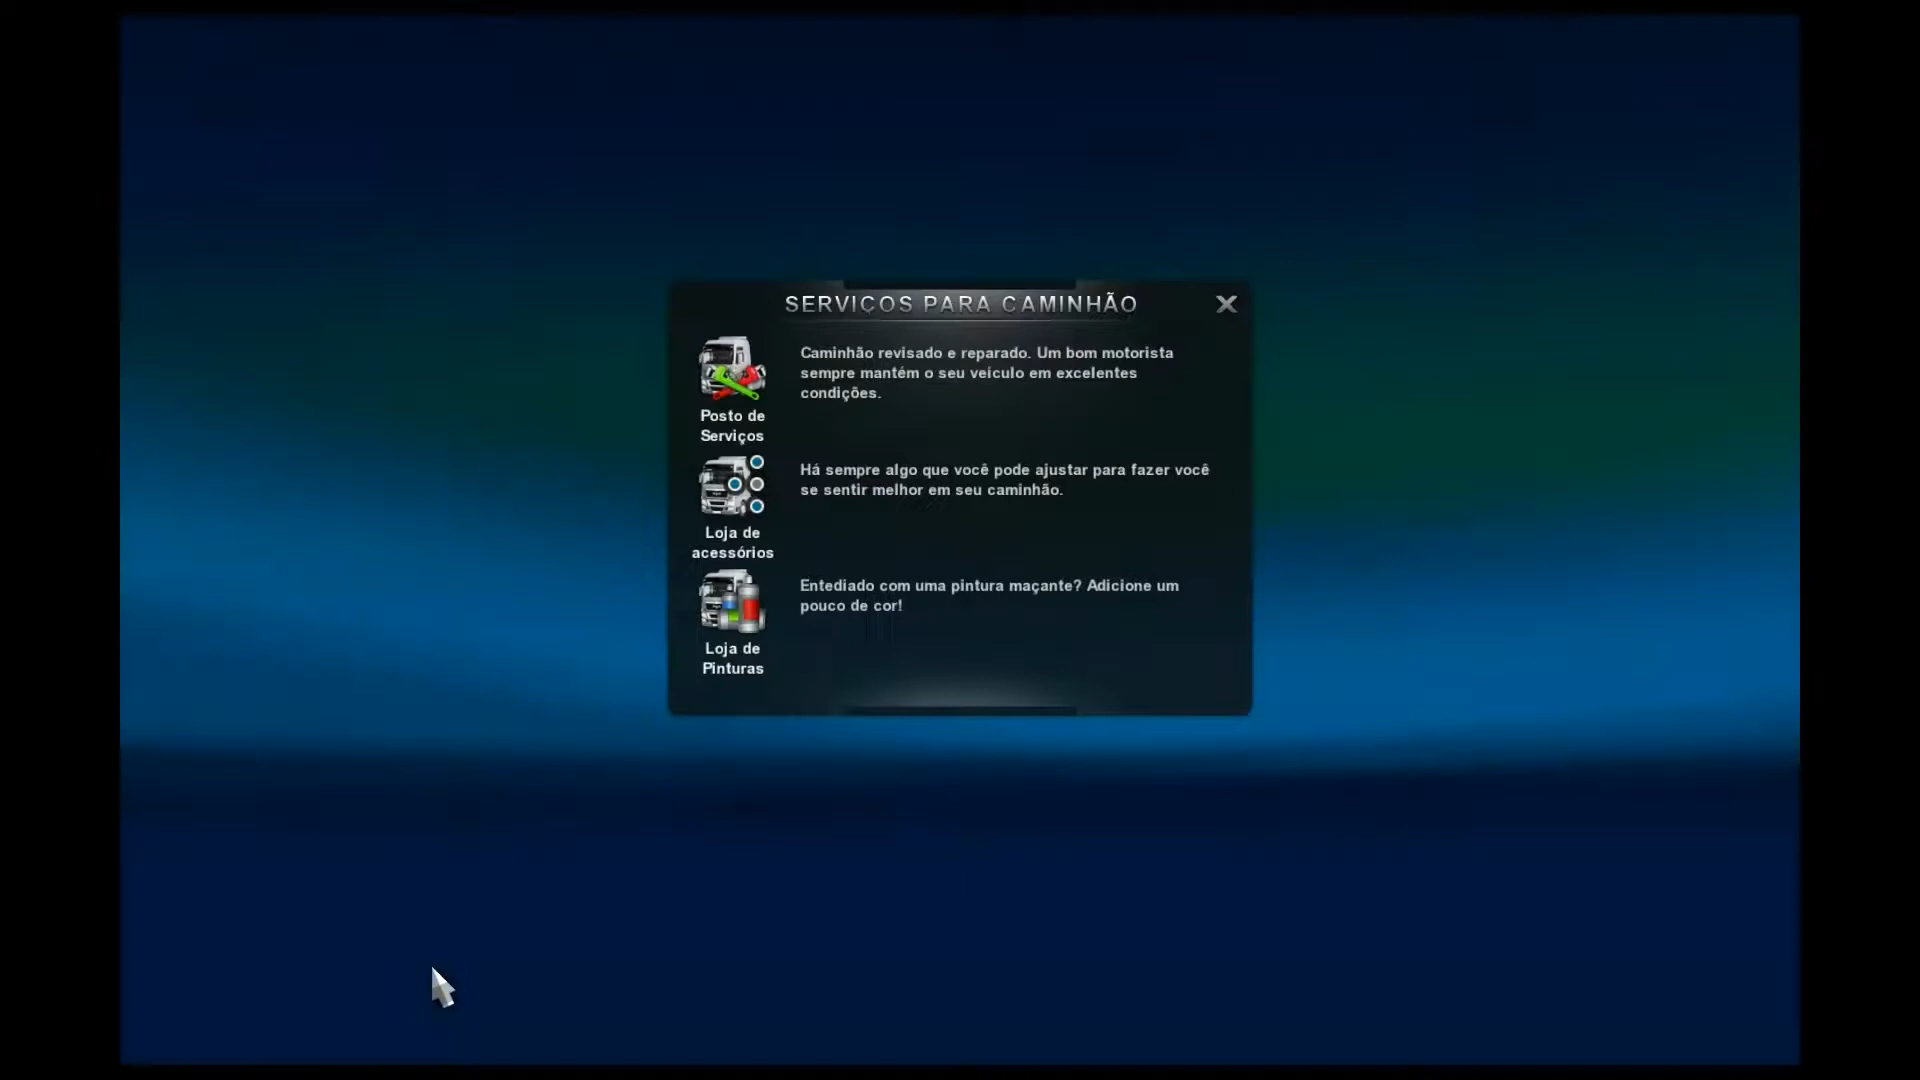 SERVIÇOS PARA CAMINHÃO
Caminhão revisado e reparado. Um bom motorista
sempre mantém o seu veículo em excelentes
condições.
Posto de
Serviços
Há sempre algo que você pode ajustar para fazer você
se sentir melhor em seu caminhão.
Loja de
acessórios
Entediado com uma pintura maçante? Adicione um
pouco de cor!
Loja de
Pinturas